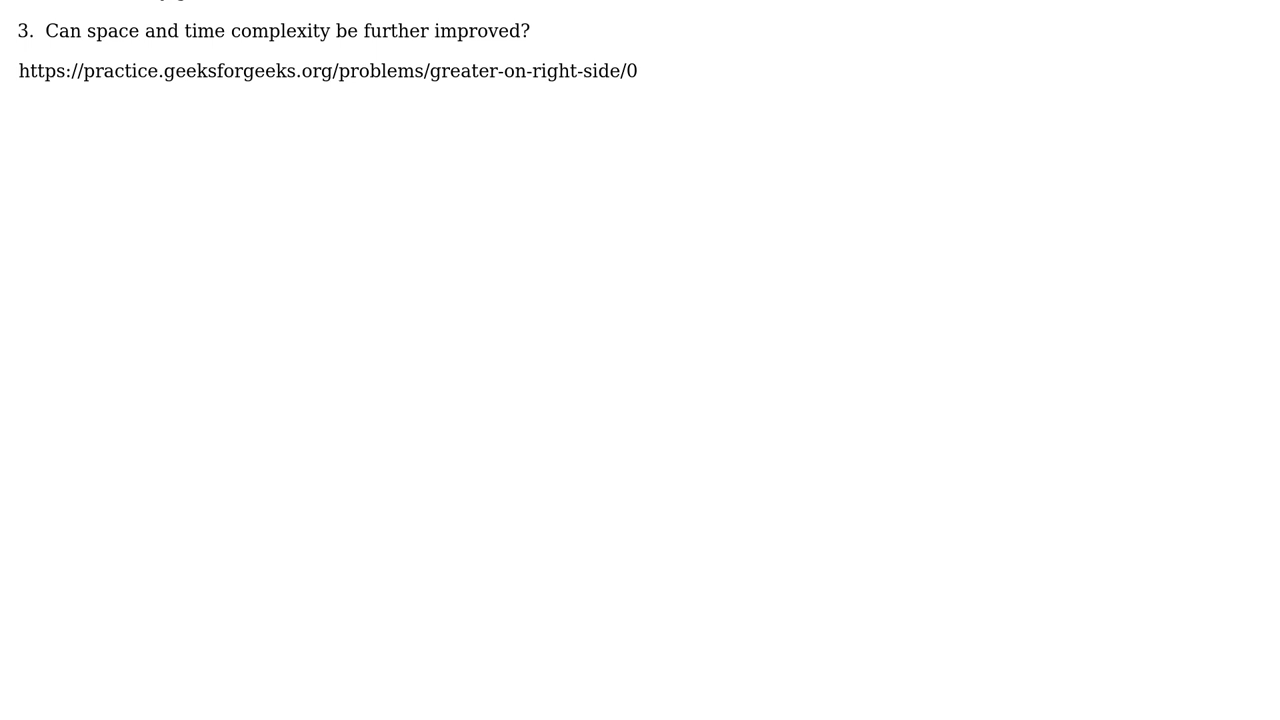 3. Can space and time complexity be further improved?
https://practice.geeksforgeeks.org/problems/greater-on-right-side/0